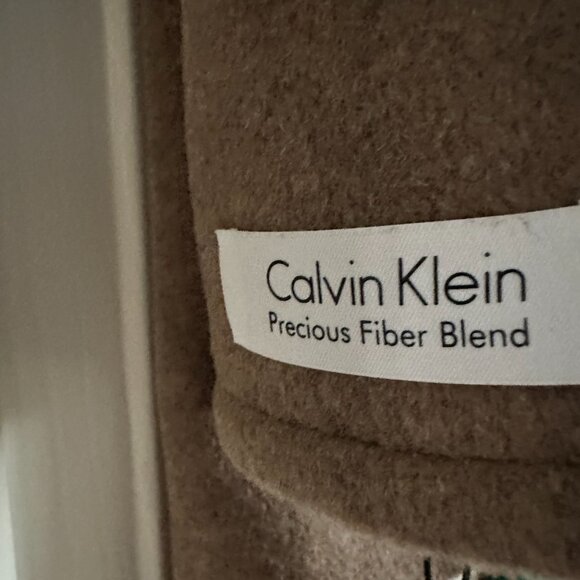 Calvin Klein
Precious Fiber Blend